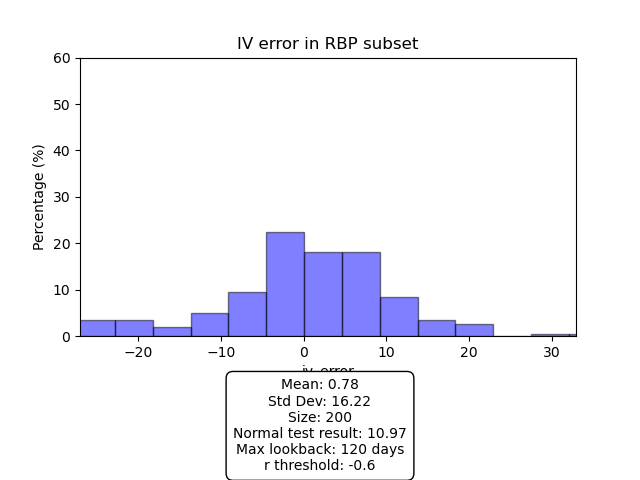 IV error in RBP subset
Percentage (%)
60
50
40
30
20
10
0
−20 −10 0 10 20 30
iv_error
Mean: 0.78
Std Dev: 16.22
Size: 200
Normal test result: 10.97
Max lookback: 120 days
r threshold: -0.6